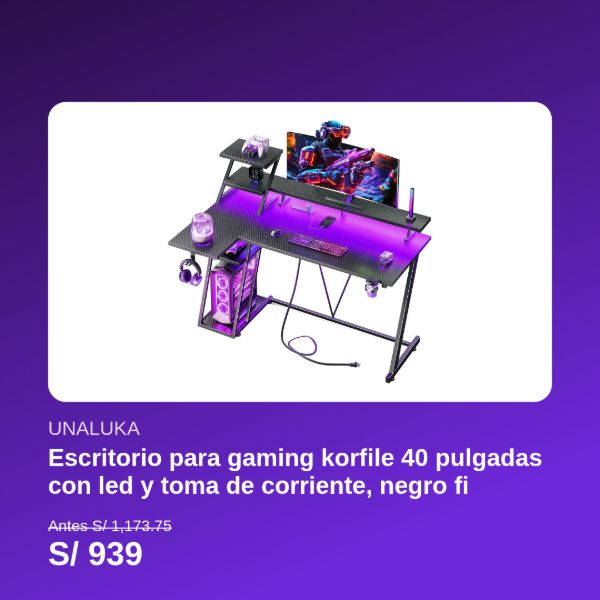 UNALUKA
Escritorio para gaming korfile 40 pulgadas
con led y toma de corriente, negro fi
Antes S/ 1,173.75
S/ 939